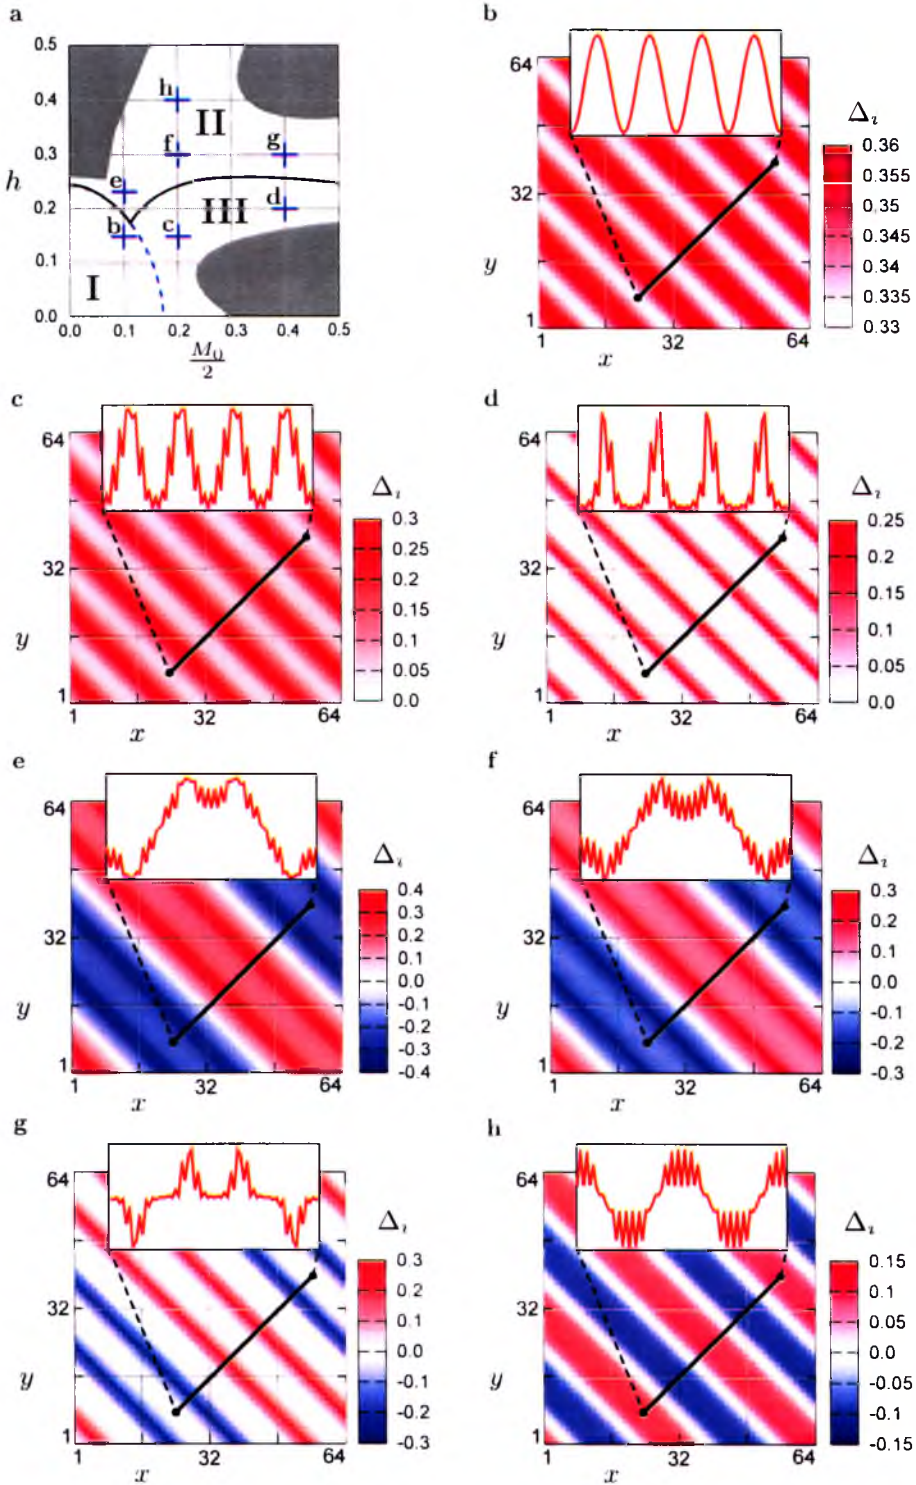 a
0.5
0.4
0.3
h
0.2
0.1
0.0
h
II
f
g
e
d
III
b
c
I
0.0 0.1 0.2 0.3 0.4 0.5
M₀
2
b
64
32
y
1
1 32 64
x
Δᵢ
0.36
0.355
0.35
0.345
0.34
0.335
0.33
c
64
32
y
1
1 32 64
x
Δᵢ
0.3
0.25
0.2
0.15
0.1
0.05
0.0
d
64
32
y
1
1 32 64
x
Δᵢ
0.25
0.2
0.15
0.1
0.05
0.0
e
64
32
y
1
1 32 64
x
Δᵢ
0.4
0.3
0.2
0.1
0.0
-0.1
-0.2
-0.3
-0.4
f
64
32
y
1
1 32 64
x
Δᵢ
0.3
0.2
0.1
0.0
-0.1
-0.2
-0.3
g
64
32
y
1
1 32 64
x
Δᵢ
0.3
0.2
0.1
0.0
-0.1
-0.2
-0.3
h
64
32
y
1
1 32 64
x
Δᵢ
0.15
0.1
0.05
0.0
-0.05
-0.1
-0.15